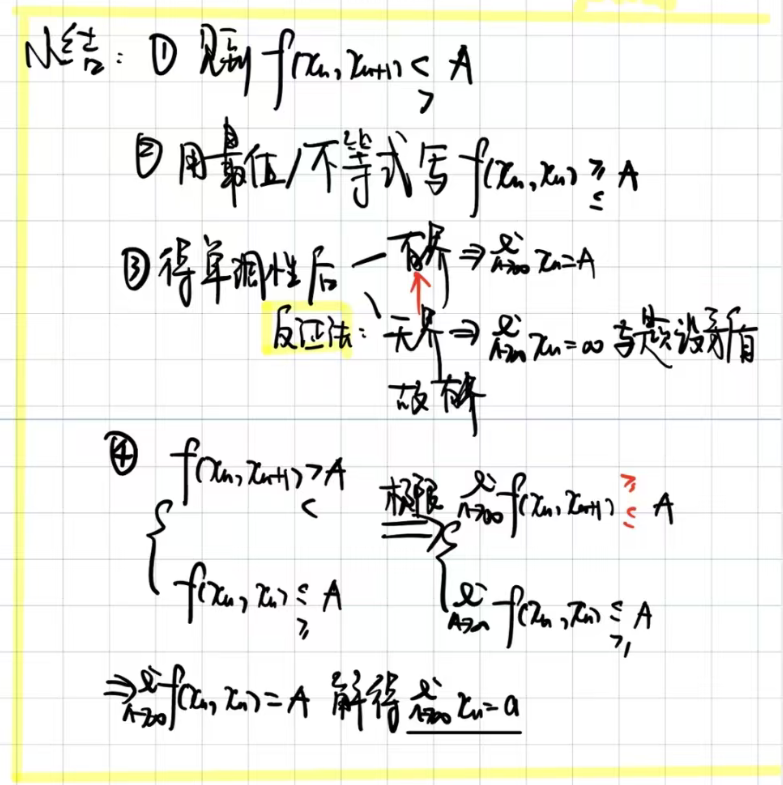 小结：① 见到 f(xₙ, xₙ₊₁) < A
>
② 用最值/不等式写 f(xₙ, xₙ) ≥ A
≤
③ 得单调性后 — 有界 ⇒ lim n→∞ xₙ = A
反证法： 无界 ⇒ lim n→∞ xₙ = ∞ 与题设矛盾
故有界
④ f(xₙ, xₙ₊₁) > A
<
极限 ⇒ lim n→∞ f(xₙ, xₙ₊₁) ≥ A
≤
f(xₙ, xₙ) ≤ A
≥
lim n→∞ f(xₙ, xₙ) ≤ A
≥
⇒ lim n→∞ f(xₙ, xₙ) = A 解得 lim n→∞ xₙ = a